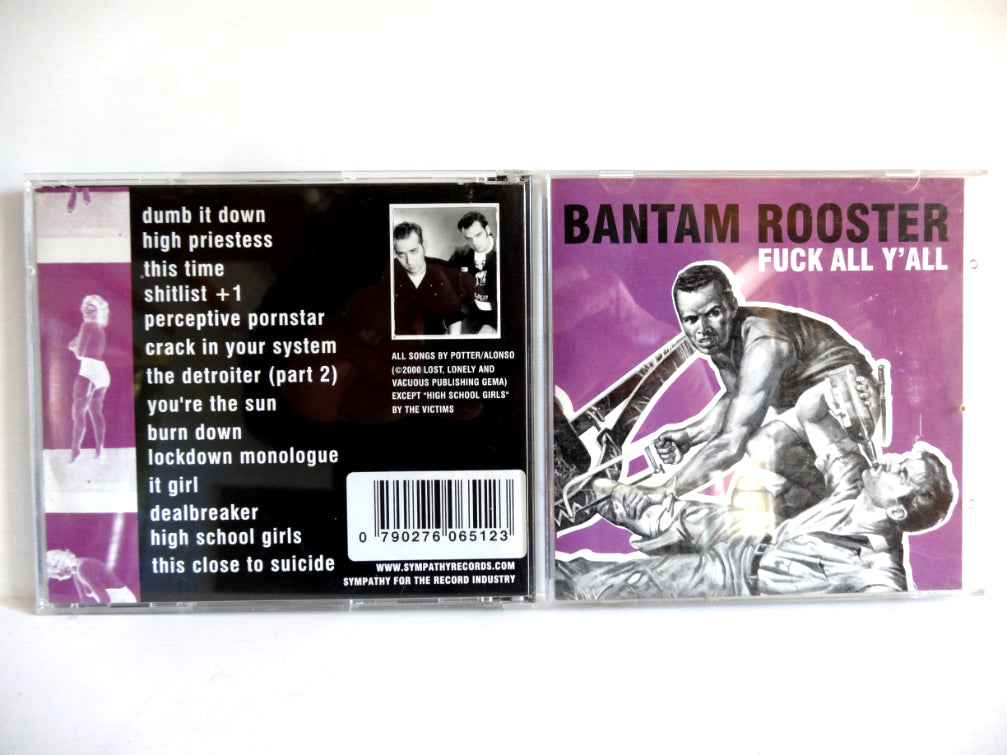 dumb it down
high priestess
this time
shitlist +1
perceptive pornstar
crack in your system
the detroiter (part 2)
you're the sun
burn down
lockdown monologue
it girl
dealbreaker
high school girls
this close to suicide
ALL SONGS BY POTTER/ALONSO
(©2000 LOST, LONELY AND
VACUOUS PUBLISHING GEMA)
EXCEPT "HIGH SCHOOL GIRLS"
BY THE VICTIMS
0 790276 065123
WWW.SYMPATHYRECORDS.COM
SYMPATHY FOR THE RECORD INDUSTRY
BANTAM ROOSTER
FUCK ALL Y'ALL